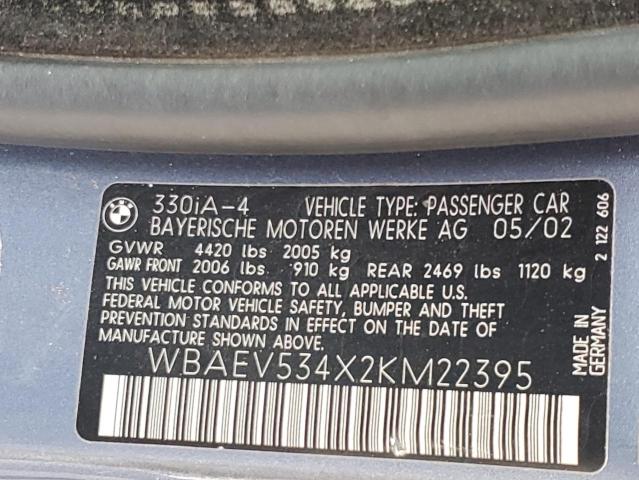 BMW
330iA-4 VEHICLE TYPE: PASSENGER CAR
BAYERISCHE MOTOREN WERKE AG 05/02
GVWR 4420 lbs 2005 kg
GAWR FRONT 2006 lbs. 910 kg REAR 2469 lbs 1120 kg
THIS VEHICLE CONFORMS TO ALL APPLICABLE U.S.
FEDERAL MOTOR VEHICLE SAFETY, BUMPER AND THEFT
PREVENTION STANDARDS IN EFFECT ON THE DATE OF
MANUFACTURE SHOWN ABOVE.
WBAEV534X2KM22395
2 122 606
MADE IN
GERMANY